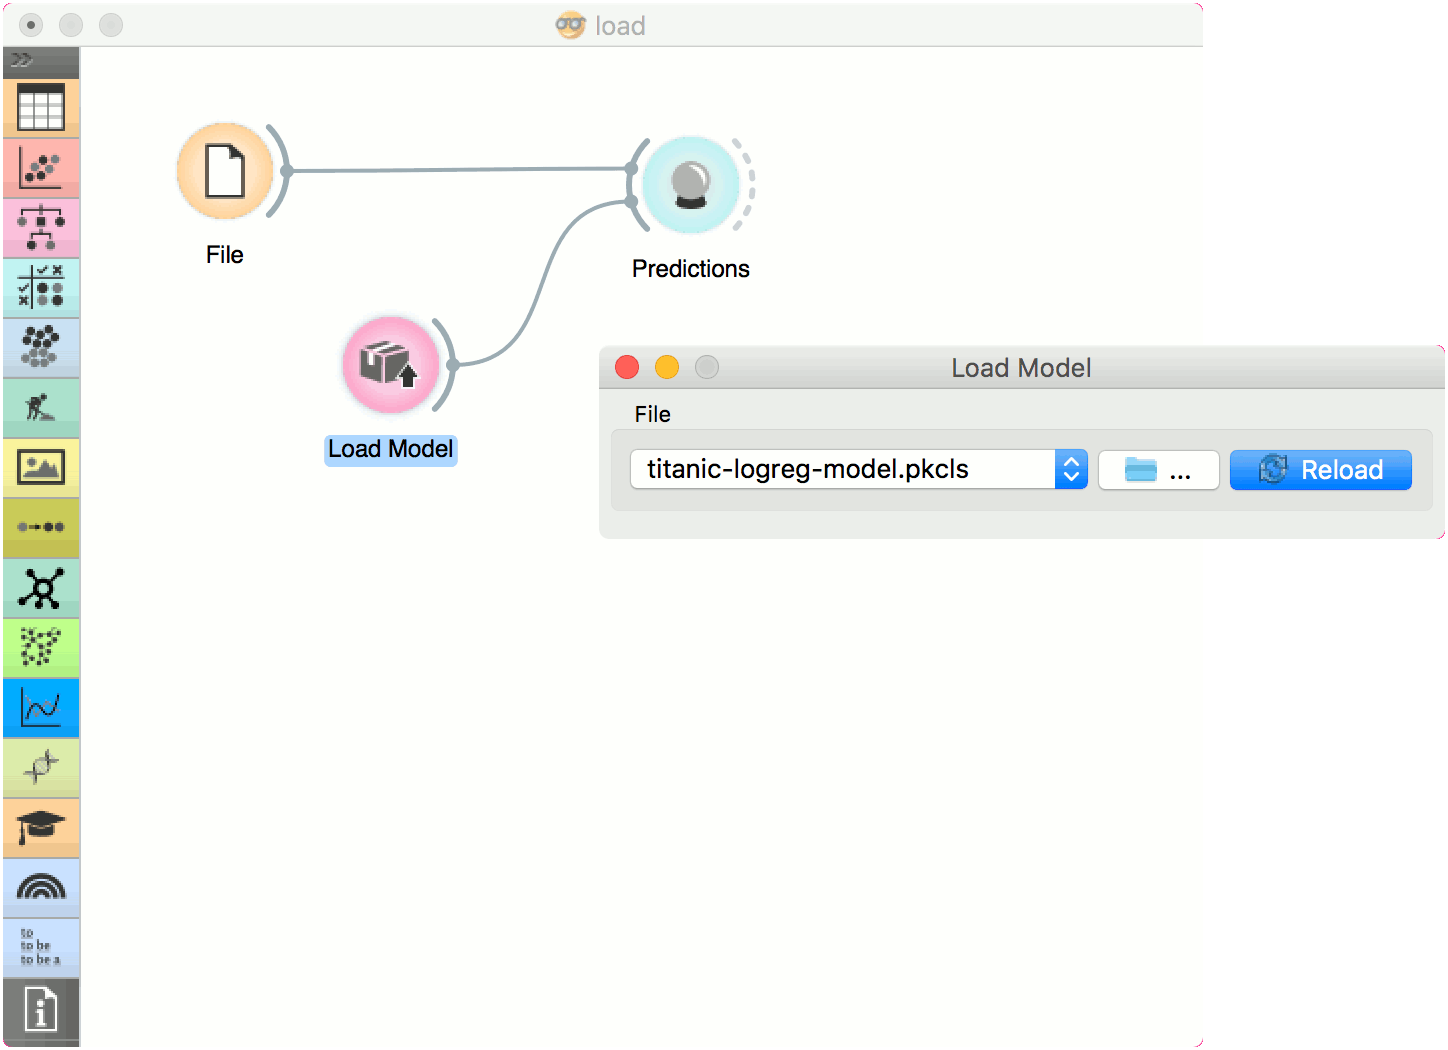 load
File
Predictions
Load Model
Load Model
File
titanic-logreg-model.pkcls
...
Reload
to
to be
to be a
i